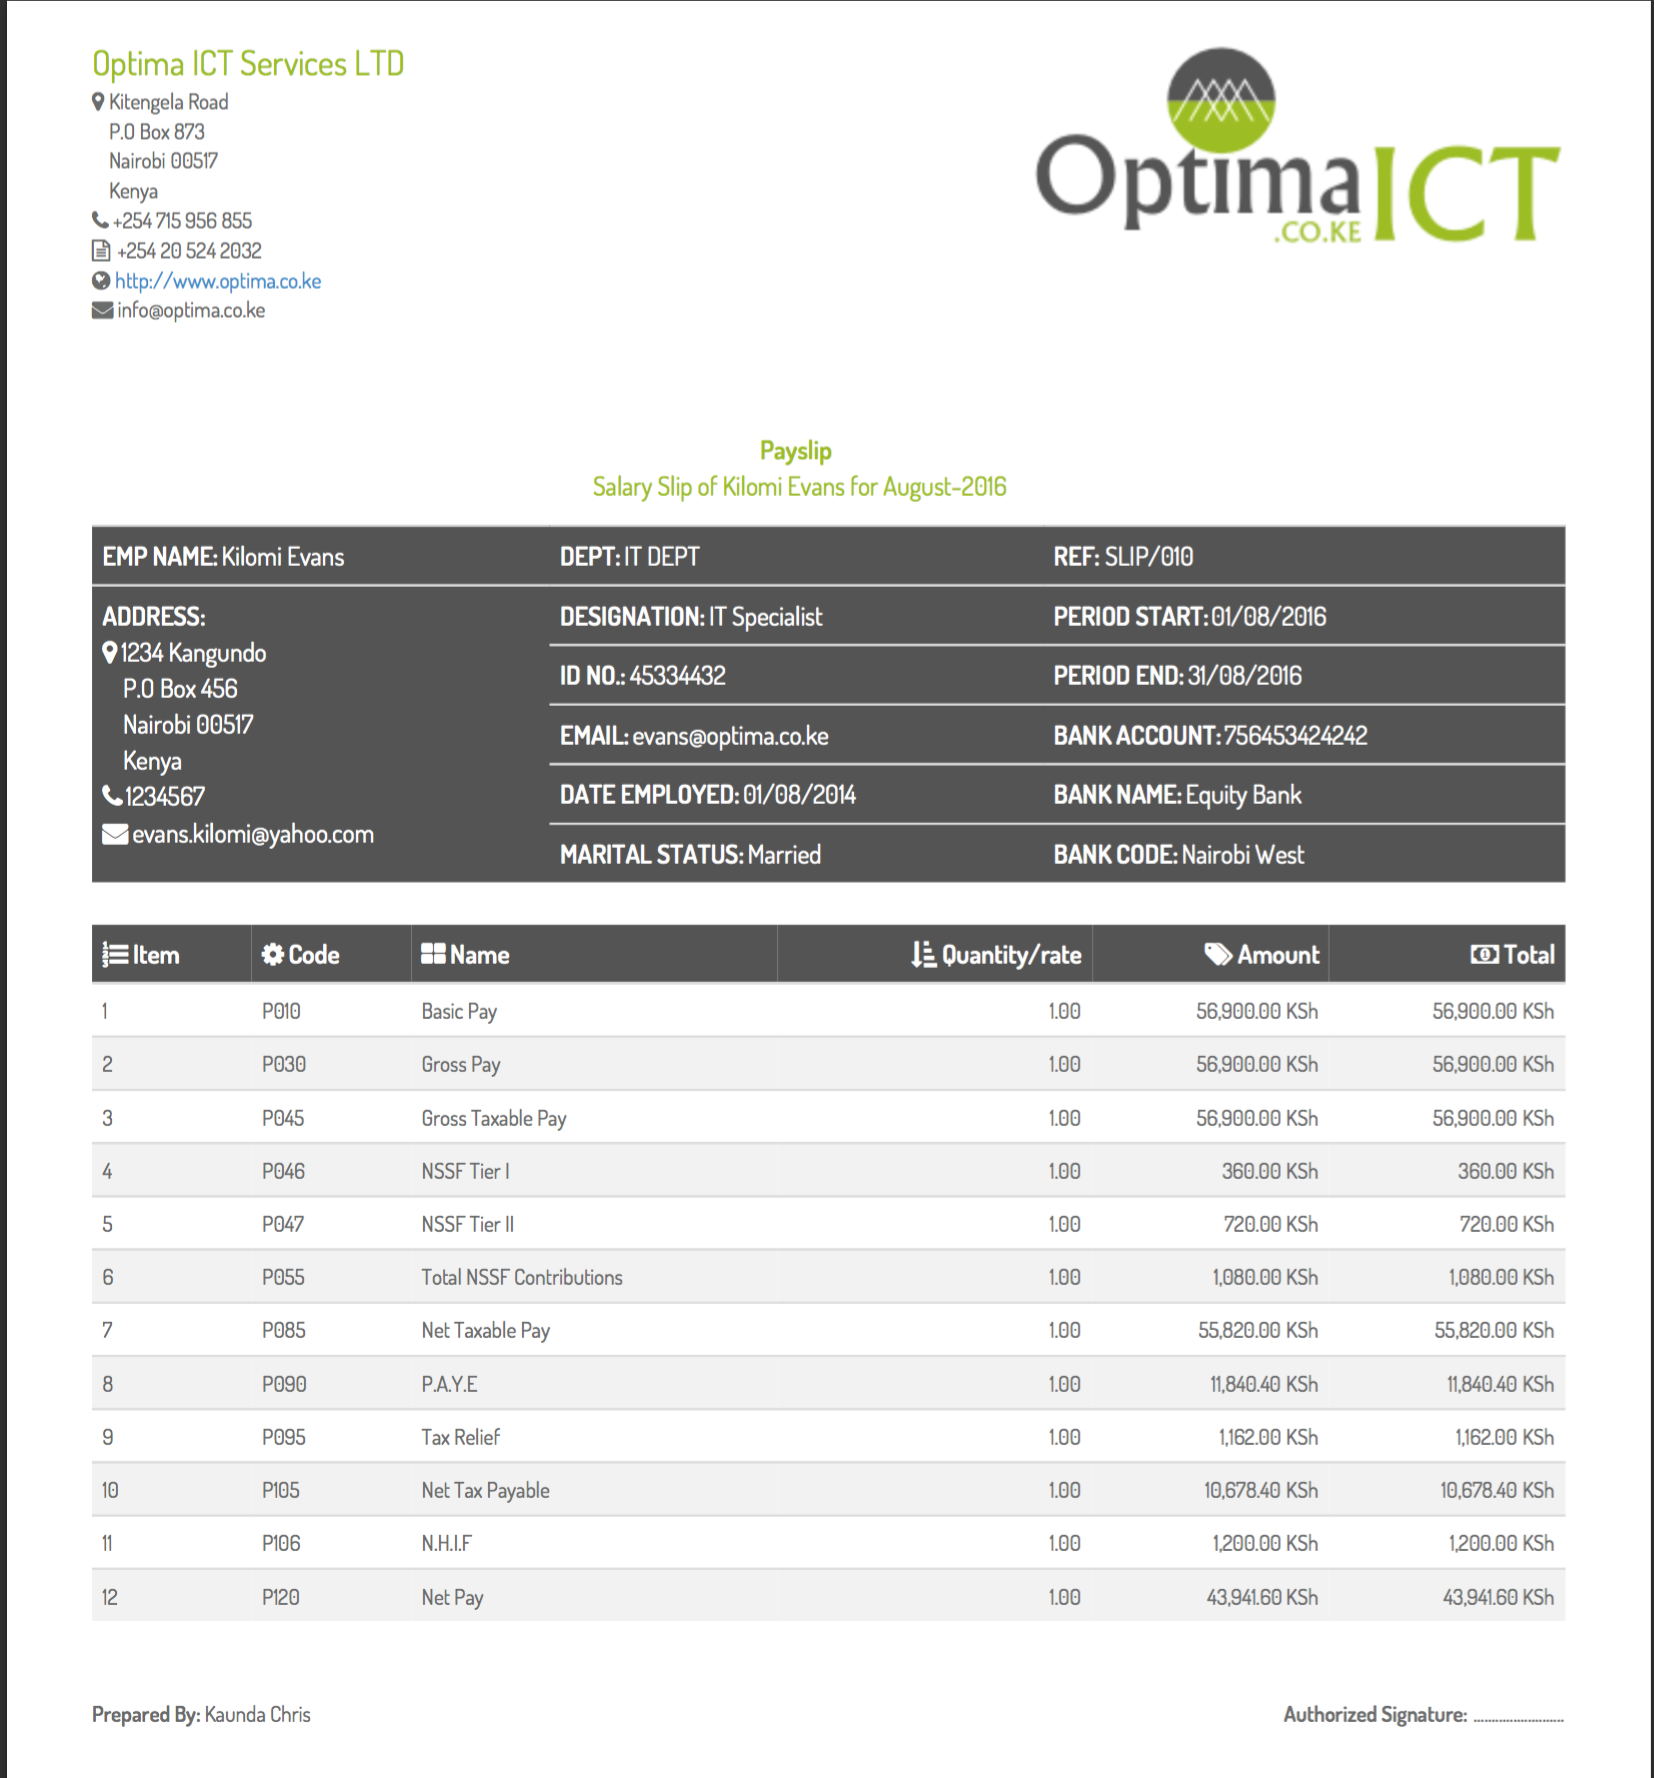 Optima ICT Services LTD
Kitengela Road
P.O Box 873
Nairobi 00517
Kenya
+254 715 956 855
+254 20 524 2032
http://www.optima.co.ke
info@optima.co.ke
OptimaICT
.CO.KE
Payslip
Salary Slip of Kilomi Evans for August-2016
EMP NAME: Kilomi Evans DEPT: IT DEPT REF: SLIP/010
ADDRESS: DESIGNATION: IT Specialist PERIOD START: 01/08/2016
1234 Kangundo
P.O Box 456 ID NO.: 45334432 PERIOD END: 31/08/2016
Nairobi 00517 EMAIL: evans@optima.co.ke BANK ACCOUNT: 756453424242
Kenya
1234567 DATE EMPLOYED: 01/08/2014 BANK NAME: Equity Bank
evans.kilomi@yahoo.com MARITAL STATUS: Married BANK CODE: Nairobi West
Item Code Name Quantity/rate Amount Total
1 P010 Basic Pay 1.00 56,900.00 KSh 56,900.00 KSh
2 P030 Gross Pay 1.00 56,900.00 KSh 56,900.00 KSh
3 P045 Gross Taxable Pay 1.00 56,900.00 KSh 56,900.00 KSh
4 P046 NSSF Tier I 1.00 360.00 KSh 360.00 KSh
5 P047 NSSF Tier II 1.00 720.00 KSh 720.00 KSh
6 P055 Total NSSF Contributions 1.00 1,080.00 KSh 1,080.00 KSh
7 P085 Net Taxable Pay 1.00 55,820.00 KSh 55,820.00 KSh
8 P090 P.A.Y.E 1.00 11,840.40 KSh 11,840.40 KSh
9 P095 Tax Relief 1.00 1,162.00 KSh 1,162.00 KSh
10 P105 Net Tax Payable 1.00 10,678.40 KSh 10,678.40 KSh
11 P106 N.H.I.F 1.00 1,200.00 KSh 1,200.00 KSh
12 P120 Net Pay 1.00 43,941.60 KSh 43,941.60 KSh
Prepared By: Kaunda Chris Authorized Signature: ........................